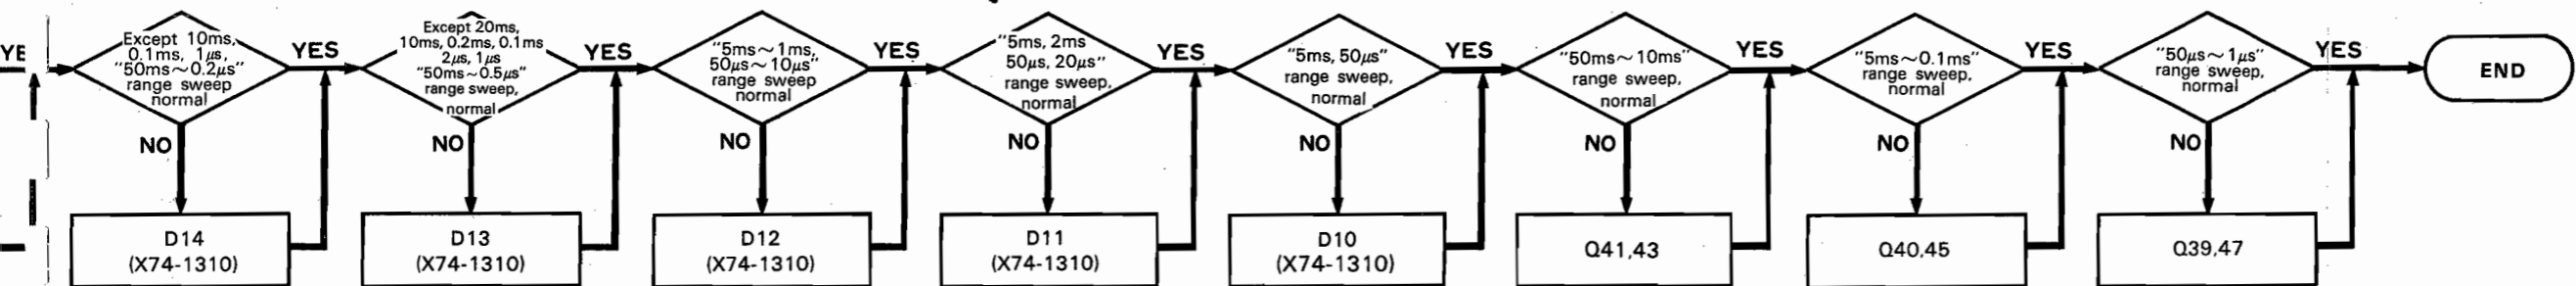 YE
Except 10ms,
0.1ms, 1μs,
"50ms~0.2μs"
range sweep
normal
YES
NO
D14
(X74-1310)
Except 20ms,
10ms, 0.2ms, 0.1ms
2μs, 1μs
"50ms~0.5μs"
range sweep,
normal
YES
NO
D13
(X74-1310)
"5ms~1ms,
50μs~10μs"
range sweep
normal
YES
NO
D12
(X74-1310)
"5ms, 2ms
50μs, 20μs"
range sweep,
normal
YES
NO
D11
(X74-1310)
"5ms, 50μs"
range sweep,
normal
YES
NO
D10
(X74-1310)
"50ms~10ms"
range sweep,
normal
YES
NO
Q41,43
"5ms~0.1ms"
range sweep,
normal
YES
NO
Q40,45
"50μs~1μs"
range sweep,
normal
YES
NO
Q39,47
END